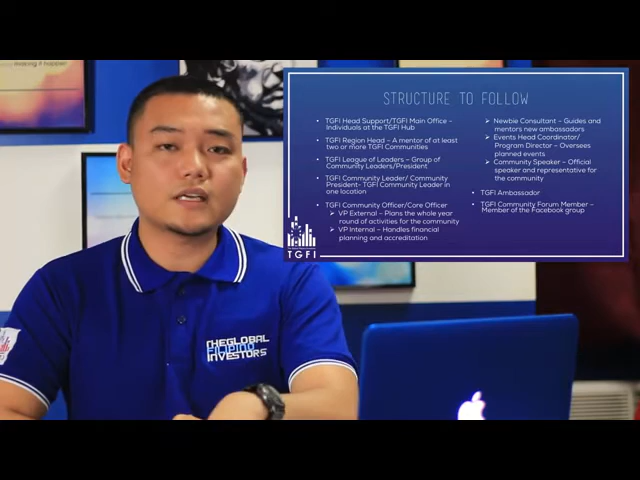 making it happen
STRUCTURE TO FOLLOW
• TGFI Head Support/TGFI Main Office –
Individuals at the TGFI Hub
• TGFI Region Head – A mentor of at least
two or more TGFI Communities
• TGFI League of Leaders – Group of
Community Leaders/President
• TGFI Community Leader/ Community
President- TGFI Community Leader in
one location
• TGFI Community Officer/Core Officer
➢ VP External – Plans the whole year
round of activities for the community
➢ VP Internal – Handles financial
planning and accreditation
➢ Newbie Consultant – Guides and
mentors new ambassadors
➢ Events Head Coordinator/
Program Director – Oversees
planned events
➢ Community Speaker – Official
speaker and representative for
the community
• TGFI Ambassador
• TGFI Community Forum Member –
Member of the Facebook group
TGFI
THEGLOBAL
FILIPINO
INVESTORS